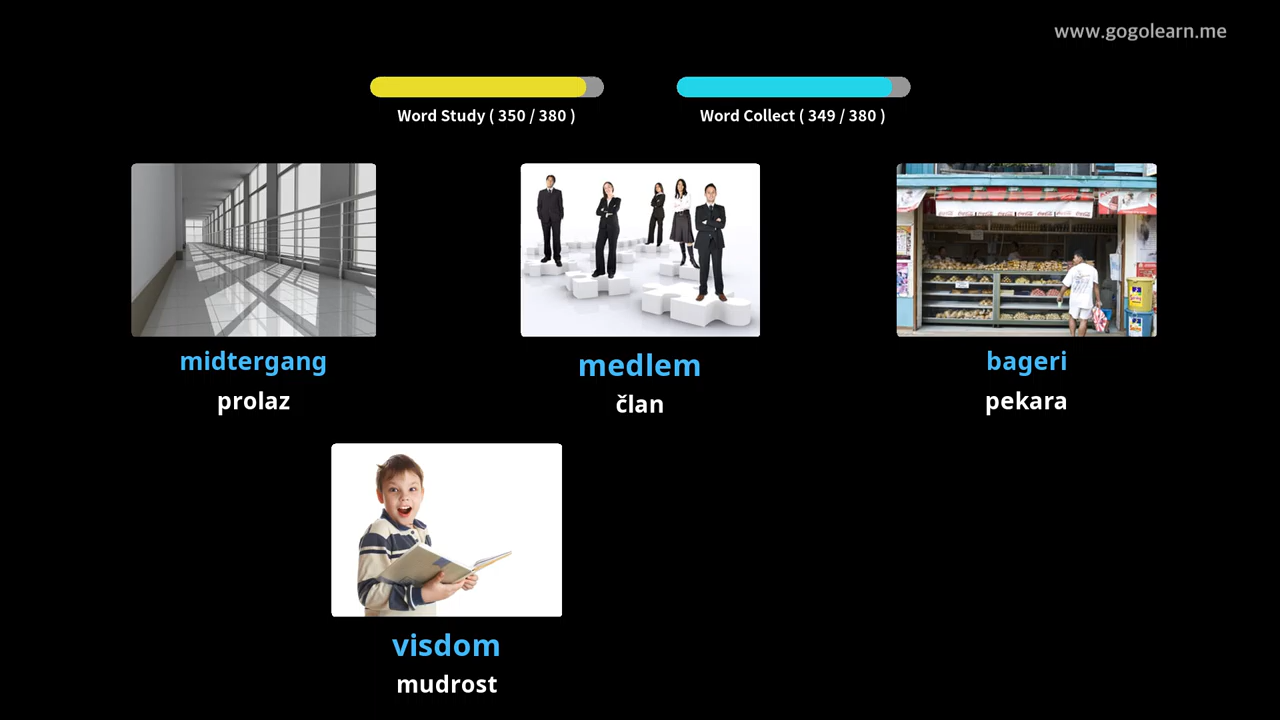 www.gogolearn.me
Word Study ( 350 / 380 )
Word Collect ( 349 / 380 )
midtergang
medlem
bageri
prolaz
član
pekara
visdom
mudrost